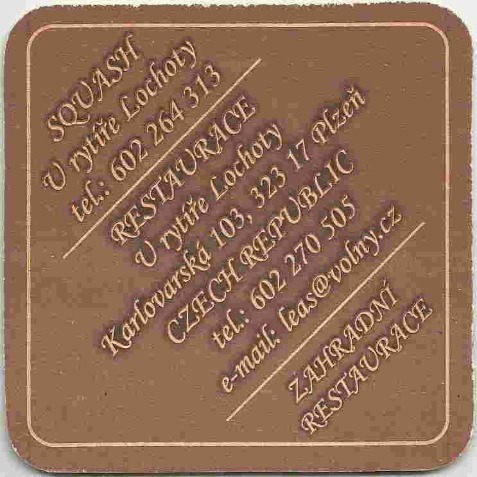 SQUASH
U rytíře Lochoty
tel.: 602 264 313
RESTAURACE
U rytíře Lochoty
Karlovarská 103, 323 17 Plzeň
CZECH REPUBLIC
tel.: 602 270 505
e-mail: leas@volny.cz
ZAHRADNÍ
RESTAURACE